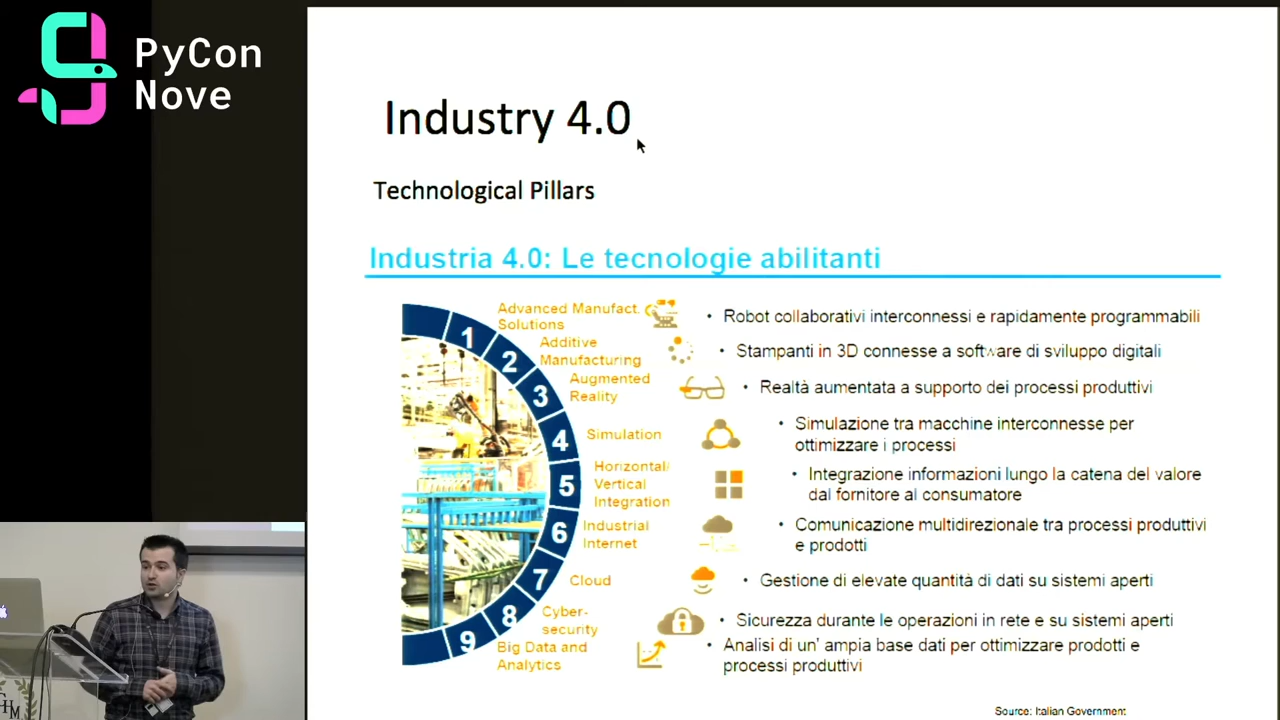 PyCon
Nove
Industry 4.0
Technological Pillars
Industria 4.0: Le tecnologie abilitanti
1
Advanced Manufact.
Solutions
• Robot collaborativi interconnessi e rapidamente programmabili
2
Additive
Manufacturing
• Stampanti in 3D connesse a software di sviluppo digitali
3
Augmented
Reality
• Realtà aumentata a supporto dei processi produttivi
4
Simulation
• Simulazione tra macchine interconnesse per
ottimizzare i processi
5
Horizontal/
Vertical
Integration
• Integrazione informazioni lungo la catena del valore
dal fornitore al consumatore
6
Industrial
Internet
• Comunicazione multidirezionale tra processi produttivi
e prodotti
7
Cloud
• Gestione di elevate quantità di dati su sistemi aperti
8
Cyber-
security
• Sicurezza durante le operazioni in rete e su sistemi aperti
9
Big Data and
Analytics
• Analisi di un' ampia base dati per ottimizzare prodotti e
processi produttivi
Source: Italian Government